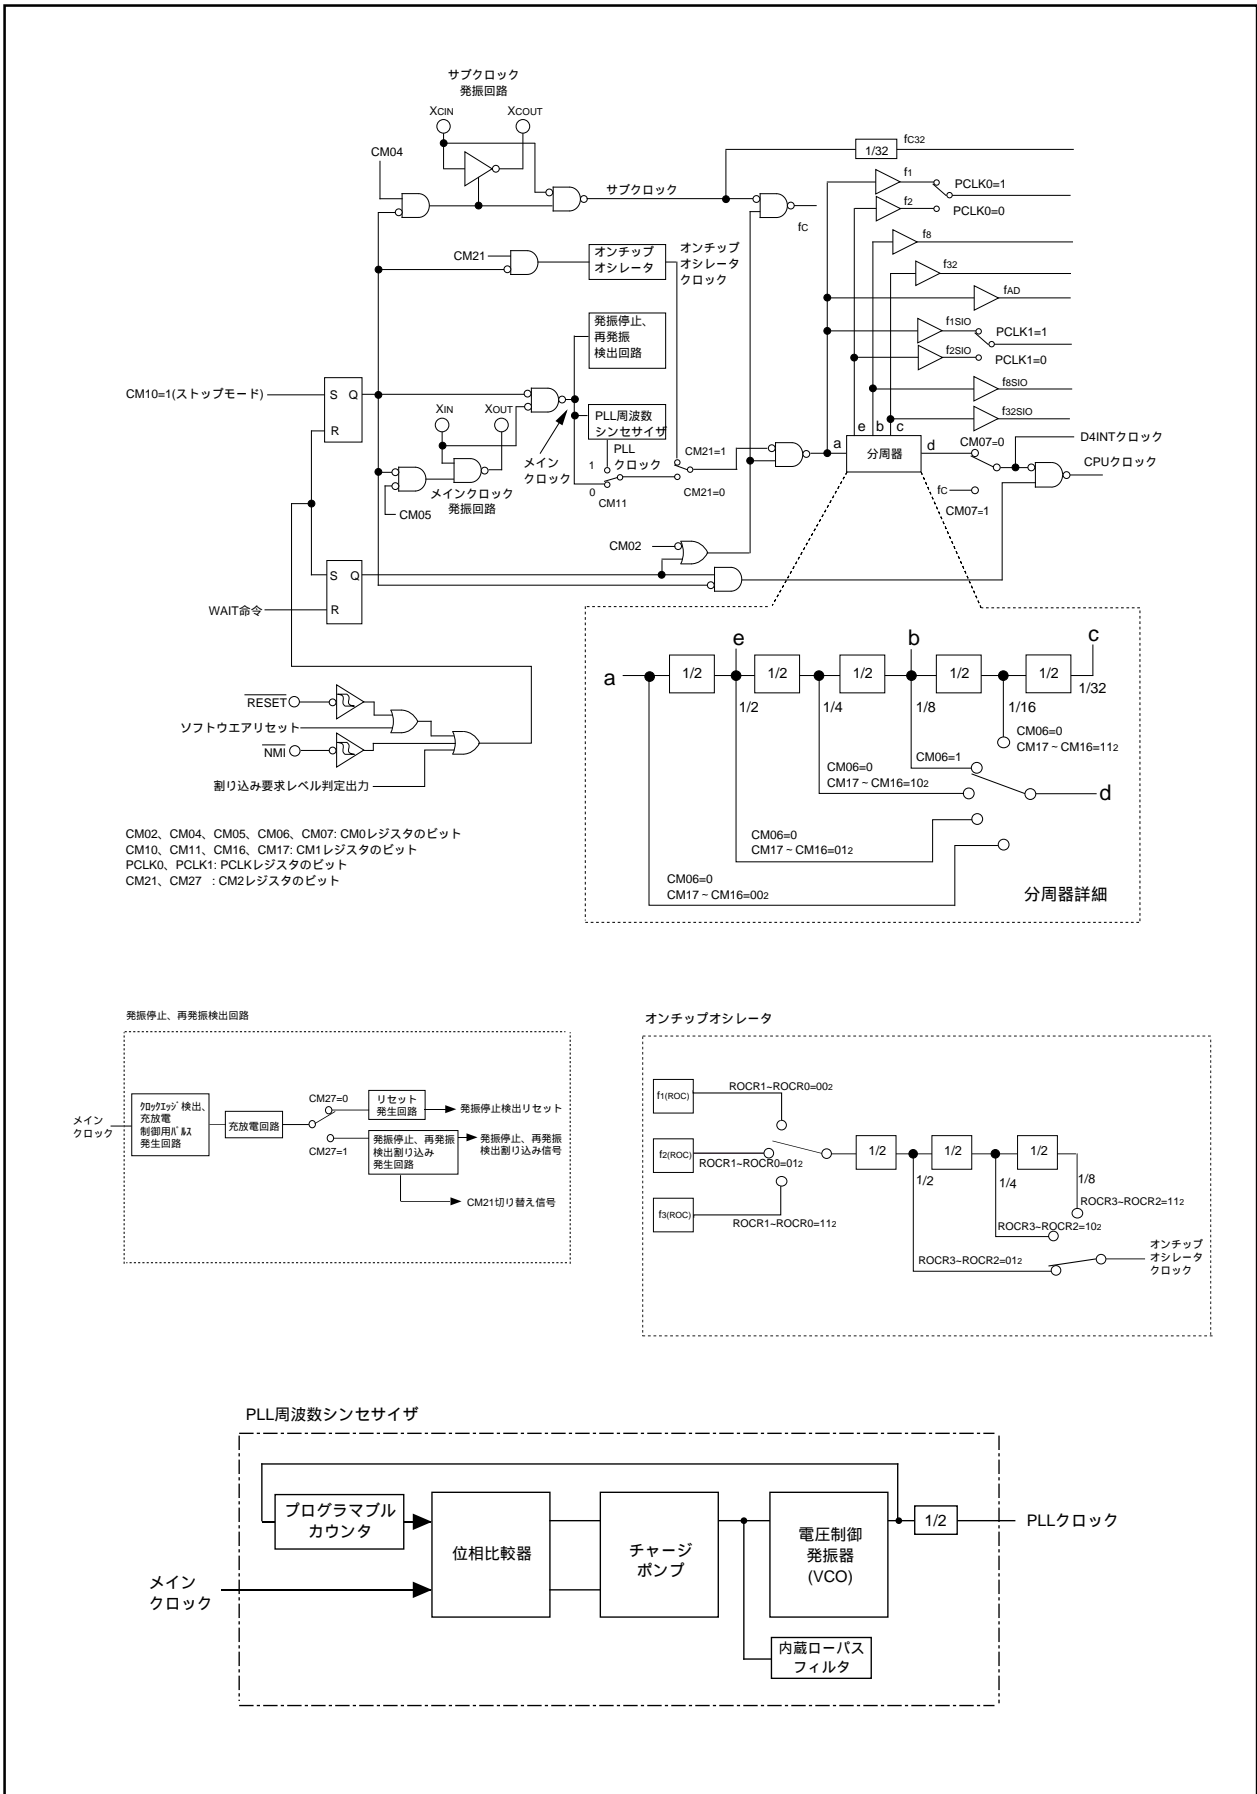 サブクロック
発振回路
XCIN
XCOUT
CM04
サブクロック
1/32
fC32
f1
PCLK0=1
f2
PCLK0=0
fC
f8
CM21
オンチップ
オシレータ
オンチップ
オシレータ
クロック
f32
fAD
発振停止、
再発振
検出回路
f1SIO
PCLK1=1
f2SIO
PCLK1=0
CM10=1(ストップモード)
S Q
R
f8SIO
XIN
XOUT
PLL周波数
シンセサイザ
f32SIO
メイン
クロック
PLL
クロック
1
0
CM11
CM21=1
CM21=0
a
e b c
分周器
d
CM07=0
D4INTクロック
CPUクロック
fC
CM07=1
メインクロック
発振回路
CM05
CM02
S Q
R
WAIT命令
a
1/2
e
1/2
1/2
b
1/2
1/2
c
1/2
1/4
1/8
1/16
1/32
CM06=0
CM17~CM16=112
CM06=1
CM06=0
CM17~CM16=102
d
CM06=0
CM17~CM16=012
CM06=0
CM17~CM16=002
分周器詳細
RESET
ソフトウエアリセット
NMI
割り込み要求レベル判定出力
CM02、CM04、CM05、CM06、CM07: CM0レジスタのビット
CM10、CM11、CM16、CM17: CM1レジスタのビット
PCLK0、PCLK1: PCLKレジスタのビット
CM21、CM27 : CM2レジスタのビット
発振停止、再発振検出回路
メイン
クロック
クロックエッジ検出、
充放電
制御用パルス
発生回路
充放電回路
CM27=0
CM27=1
リセット
発生回路
発振停止検出リセット
発振停止、再発振
検出割り込み
発生回路
発振停止、再発振
検出割り込み信号
CM21切り替え信号
オンチップオシレータ
f1(ROC)
ROCR1~ROCR0=002
f2(ROC)
ROCR1~ROCR0=012
f3(ROC)
ROCR1~ROCR0=112
1/2
1/2
1/2
1/2
1/4
1/8
ROCR3~ROCR2=112
ROCR3~ROCR2=102
ROCR3~ROCR2=012
オンチップ
オシレータ
クロック
PLL周波数シンセサイザ
プログラマブル
カウンタ
位相比較器
チャージ
ポンプ
電圧制御
発振器
(VCO)
1/2
PLLクロック
メイン
クロック
内蔵ローパス
フィルタ